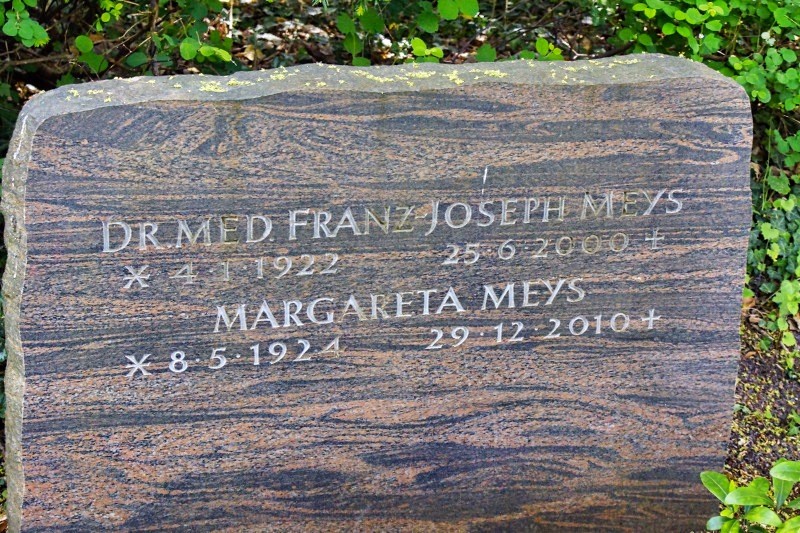 DR. MED. FRANZ-JOSEPH MEYS
* 4·1·1922 25·6·2000 †
MARGARETA MEYS
* 8·5·1924 29·12·2010 †